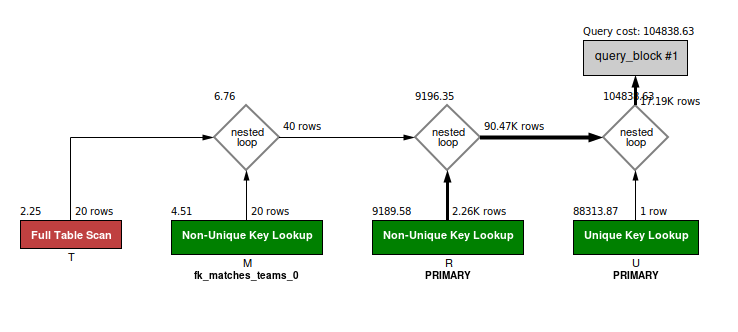 Query cost: 104838.63
query_block #1
6.76
9196.35
104838.63
17.19K rows
nested
loop
40 rows
nested
loop
90.47K rows
nested
loop
2.25
20 rows
4.51
20 rows
9189.58
2.26K rows
88313.87
1 row
Full Table Scan
Non-Unique Key Lookup
Non-Unique Key Lookup
Unique Key Lookup
T
M
R
U
fk_matches_teams_0
PRIMARY
PRIMARY